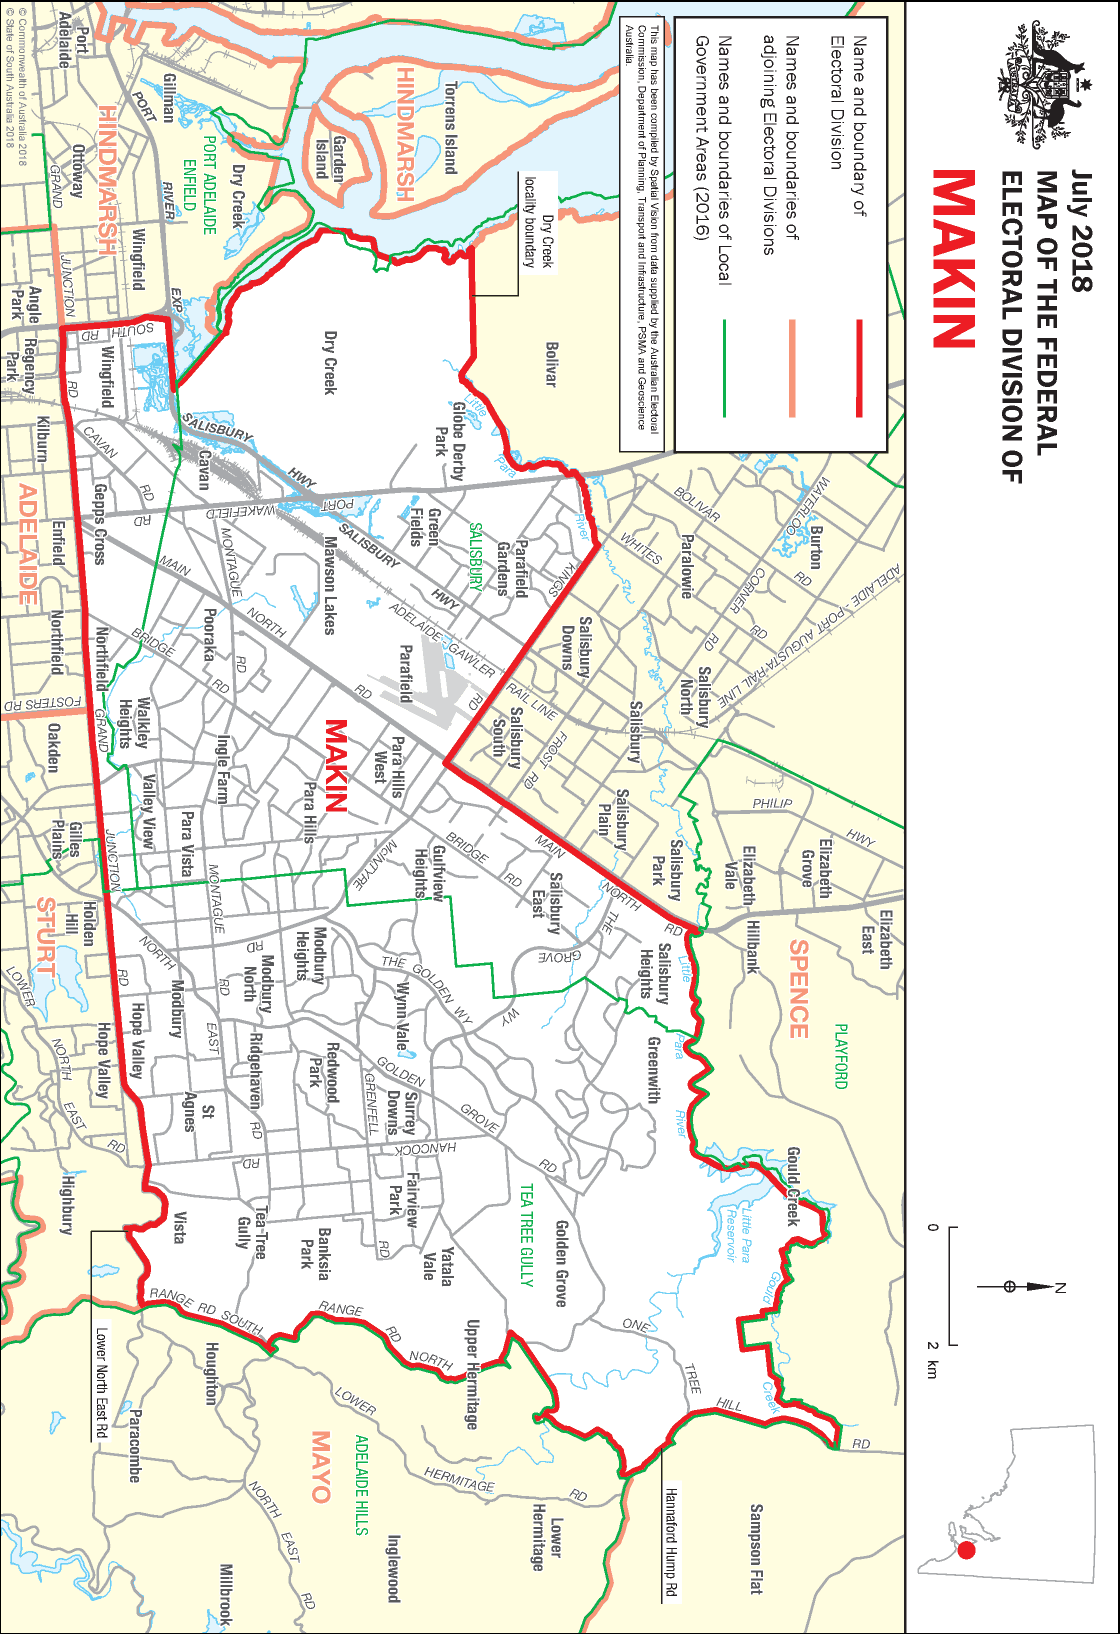 July 2018
MAP OF THE FEDERAL
ELECTORAL DIVISION OF
MAKIN
0
2 km
N
Name and boundary of
Electoral Division
Names and boundaries of
adjoining Electoral Divisions
Names and boundaries of Local
Government Areas (2016)
This map has been compiled by Spatial Vision from data supplied by the Australian Electoral
Commission, Department of Planning, Transport and Infrastructure, PSMA and Geoscience
Australia.
Dry Creek
locality boundary
Bolivar
Burton
WATERLOO
CORNER
RD
BOLIVAR
RD
WHITES
RD
Paralowie
ADELAIDE - PORT AUGUSTA RAIL LINE
Salisbury
North
Salisbury
Downs
Salisbury
Salisbury
South
FROST RD
RAIL LINE
Salisbury
Plain
Salisbury
Park
PHILIP
HWY
Elizabeth
Grove
Elizabeth
Vale
Elizabeth
East
Hillbank
SPENCE
PLAYFORD
Gould Creek
Little Para
Reservoir
Gould
Creek
Sampson Flat
Hannaford Hump Rd
ONE
TREE
HILL
RD
Torrens Island
HINDMARSH
Garden
Island
Dry Creek
PORT ADELAIDE
ENFIELD
Gillman
Port
Adelaide
HINDMARSH
Ottoway
GRAND
JUNCTION
RD
PORT
RIVER
EXP
Wingfield
Angle
Park
Regency
Park
Wingfield
SOUTH
RD
Dry Creek
Globe Derby
Park
Little
Para
River
Cavan
CAVAN
RD
SALISBURY
HWY
PORT
WAKEFIELD
RD
Green
Fields
SALISBURY
Parafield
Gardens
KINGS
RD
SALISBURY
HWY
Mawson Lakes
ADELAIDE - GAWLER
Parafield
Gepps Cross
Kilburn
ADELAIDE
Enfield
Northfield
Northfield
FOSTERS RD
Oakden
GRAND
JUNCTION
RD
MAIN
NORTH
RD
MONTAGUE
RD
Pooraka
BRIDGE
RD
Walkley
Heights
Ingle Farm
Valley View
Para Vista
MAKIN
Para Hills
West
Para Hills
MONTAGUE
RD
Gilles
Plains
Holden
Hill
STURT
LOWER
NORTH
EAST
RD
McINTYRE
RD
Gulfview
Heights
BRIDGE
RD
MAIN
NORTH
RD
Salisbury
East
THE
GROVE
WY
Salisbury
Heights
Little
Para
River
Greenwith
Modbury
Heights
Modbury
North
Modbury
NORTH
EAST
RD
THE GOLDEN WY
Wynn Vale
GOLDEN
GROVE
RD
Ridgehaven
Redwood
Park
Surrey
Downs
GRENFELL
RD
HANCOCK
RD
Hope Valley
Hope Valley
St
Agnes
Highbury
Vista
Tea Tree
Gully
Banksia
Park
Fairview
Park
Yatala
Vale
TEA TREE GULLY
Golden Grove
Upper Hermitage
RANGE RD SOUTH
RANGE
RD
NORTH
Lower North East Rd
Houghton
Paracombe
MAYO
ADELAIDE HILLS
LOWER
HERMITAGE
RD
Lower
Hermitage
Inglewood
NORTH
EAST
RD
Millbrook
© Commonwealth of Australia 2018
© State of South Australia 2018